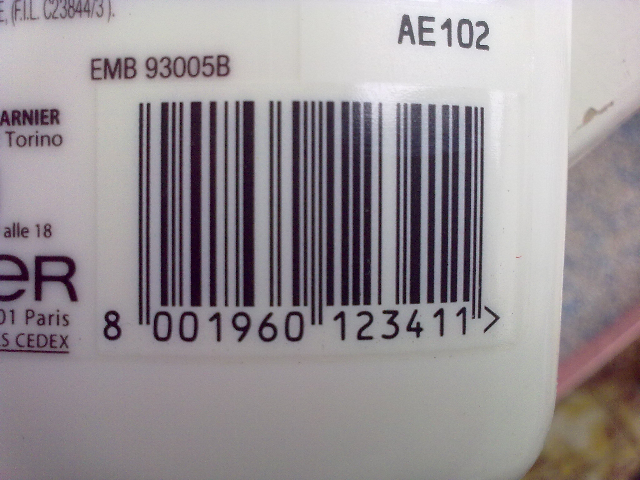 (F.I.L. C23844/3).
AE102
EMB 93005B
ARNIER
Torino
alle 18
eR
01 Paris
S CEDEX
8 001960 123411 >